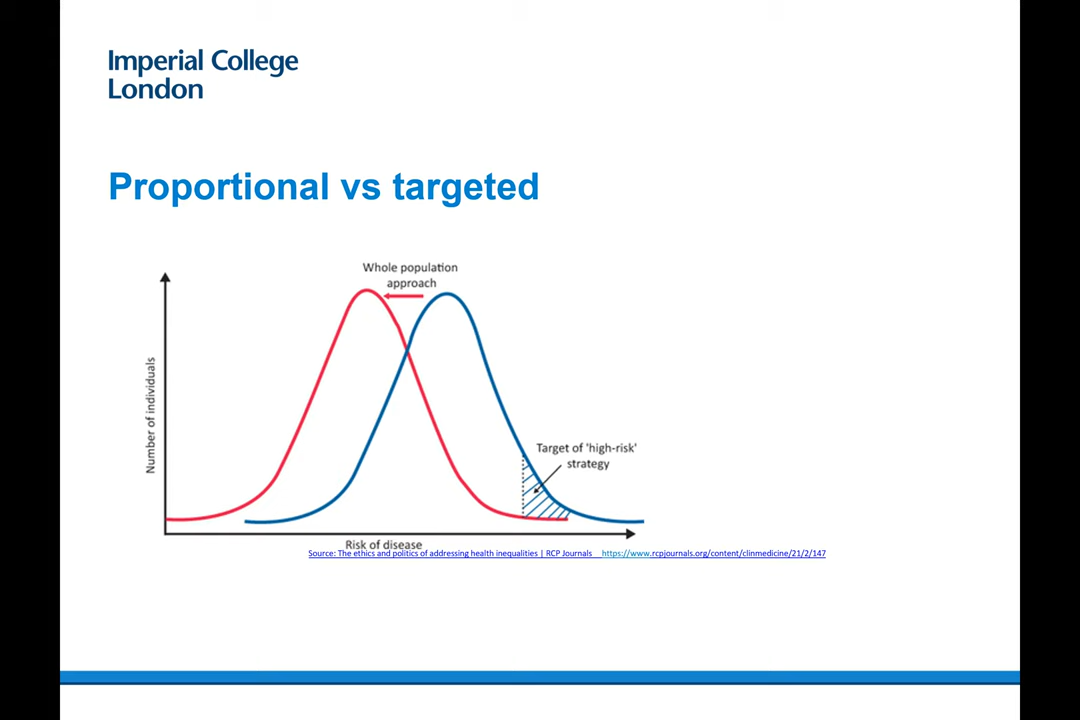 Imperial College
London
Proportional vs targeted
Whole population
approach
Number of individuals
Target of 'high-risk'
strategy
Risk of disease
Source: The ethics and politics of addressing health inequalities | RCP Journals https://www.rcpjournals.org/content/clinmedicine/21/2/147